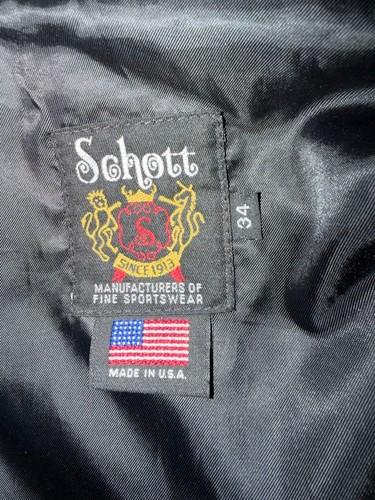 Schott
S
SINCE 1913
MANUFACTURERS OF
FINE SPORTSWEAR
34
MADE IN U.S.A.